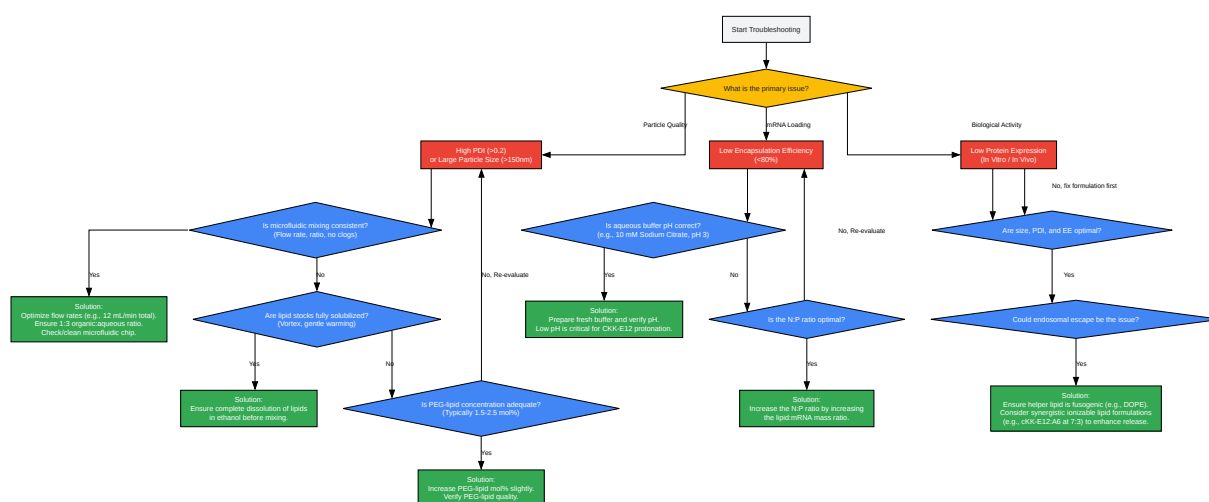 Start Troubleshooting
What is the primary issue?
Particle Quality
mRNA Loading
Biological Activity
High PDI (>0.2)
or Large Particle Size (>150nm)
Low Encapsulation Efficiency
(<80%)
Low Protein Expression
(In Vitro / In Vivo)
No, fix formulation first
Is microfluidic mixing consistent?
(Flow rate, ratio, no clogs)
Is aqueous buffer pH correct?
(e.g., 10 mM Sodium Citrate, pH 3)
No, Re-evaluate
Are size, PDI, and EE optimal?
Yes
No
No, Re-evaluate
Yes
No
Yes
Solution:
Optimize flow rates (e.g., 12 mL/min total).
Ensure 1:3 organic:aqueous ratio.
Check/clean microfluidic chip.
Are lipid stocks fully solubilized?
(Vortex, gentle warming)
Solution:
Prepare fresh buffer and verify pH.
Low pH is critical for CKK-E12 protonation.
Is the N:P ratio optimal?
Could endosomal escape be the issue?
Yes
No
Yes
Yes
Solution:
Ensure complete dissolution of lipids
in ethanol before mixing.
Is PEG-lipid concentration adequate?
(Typically 1.5-2.5 mol%)
Solution:
Increase the N:P ratio by increasing
the lipid:mRNA mass ratio.
Solution:
Ensure helper lipid is fusogenic (e.g., DOPE).
Consider synergistic ionizable lipid formulations
(e.g., cKK-E12:A6 at 7:3) to enhance release.
Yes
Solution:
Increase PEG-lipid mol% slightly.
Verify PEG-lipid quality.